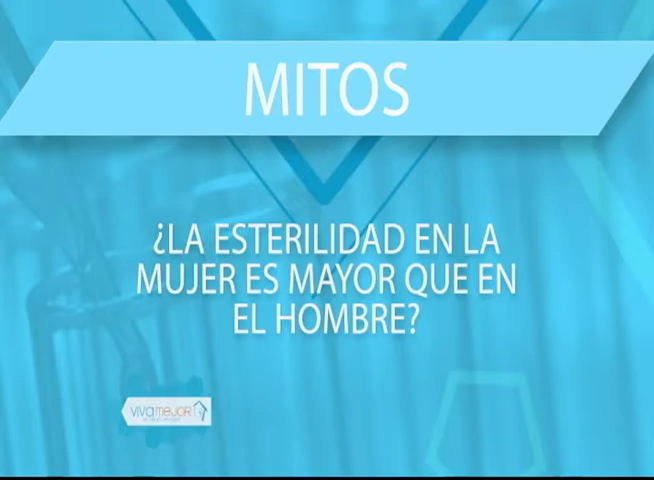 MITOS
¿LA ESTERILIDAD EN LA
MUJER ES MAYOR QUE EN
EL HOMBRE?
vivamejor